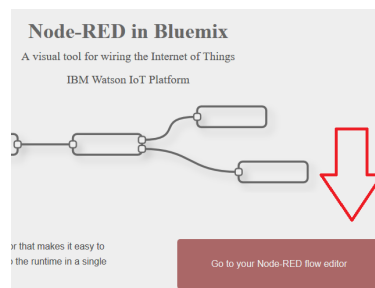 Node-RED in Bluemix
A visual tool for wiring the Internet of Things
IBM Watson IoT Platform
that makes it easy to
the runtime in a single
Go to your Node-RED flow editor